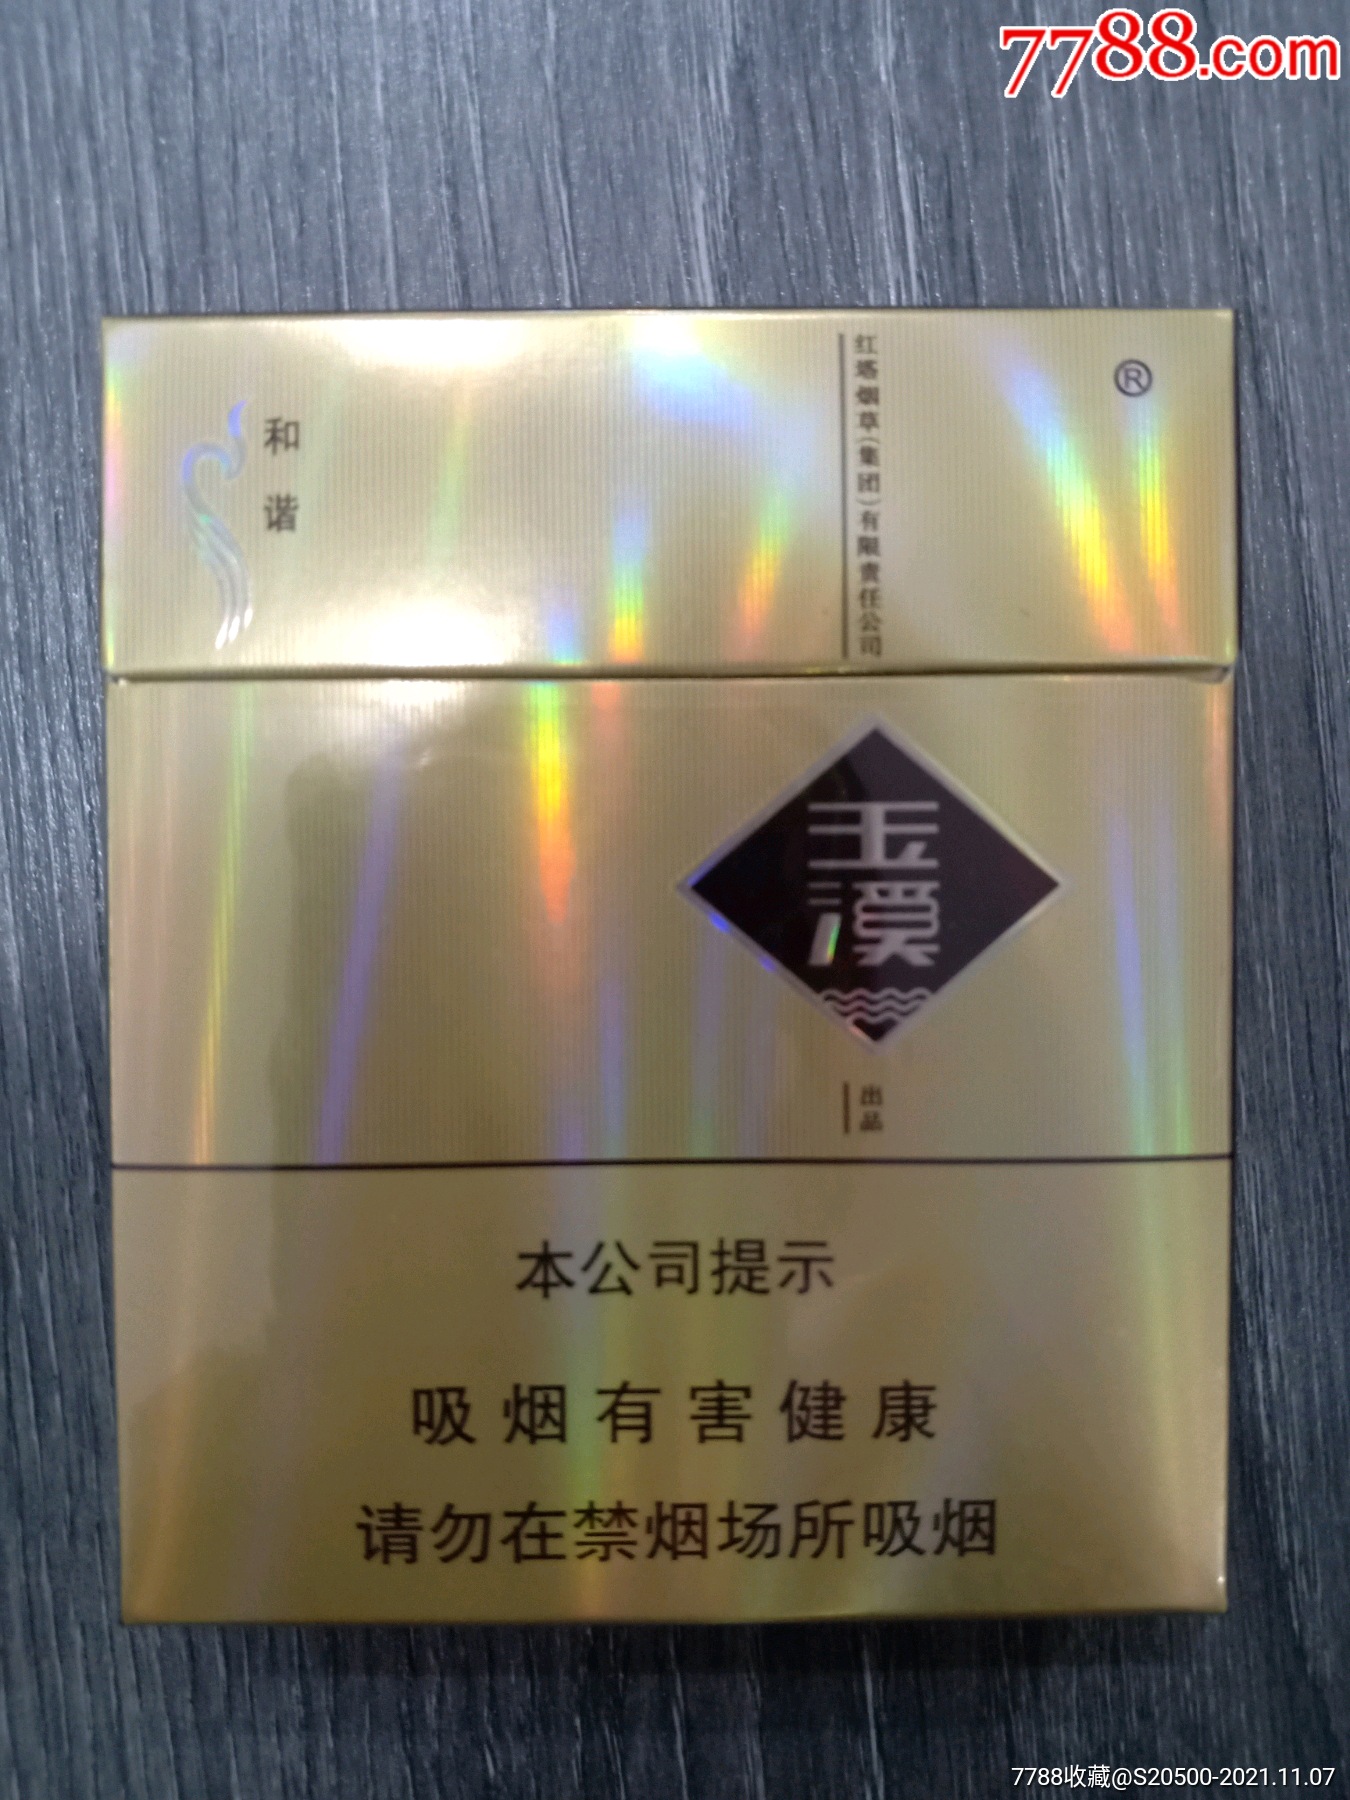 7788.com
和谐
红塔烟草(集团)有限责任公司
®
玉溪
出品
本公司提示
吸烟有害健康
请勿在禁烟场所吸烟
7788收藏@S20500-2021.11.07